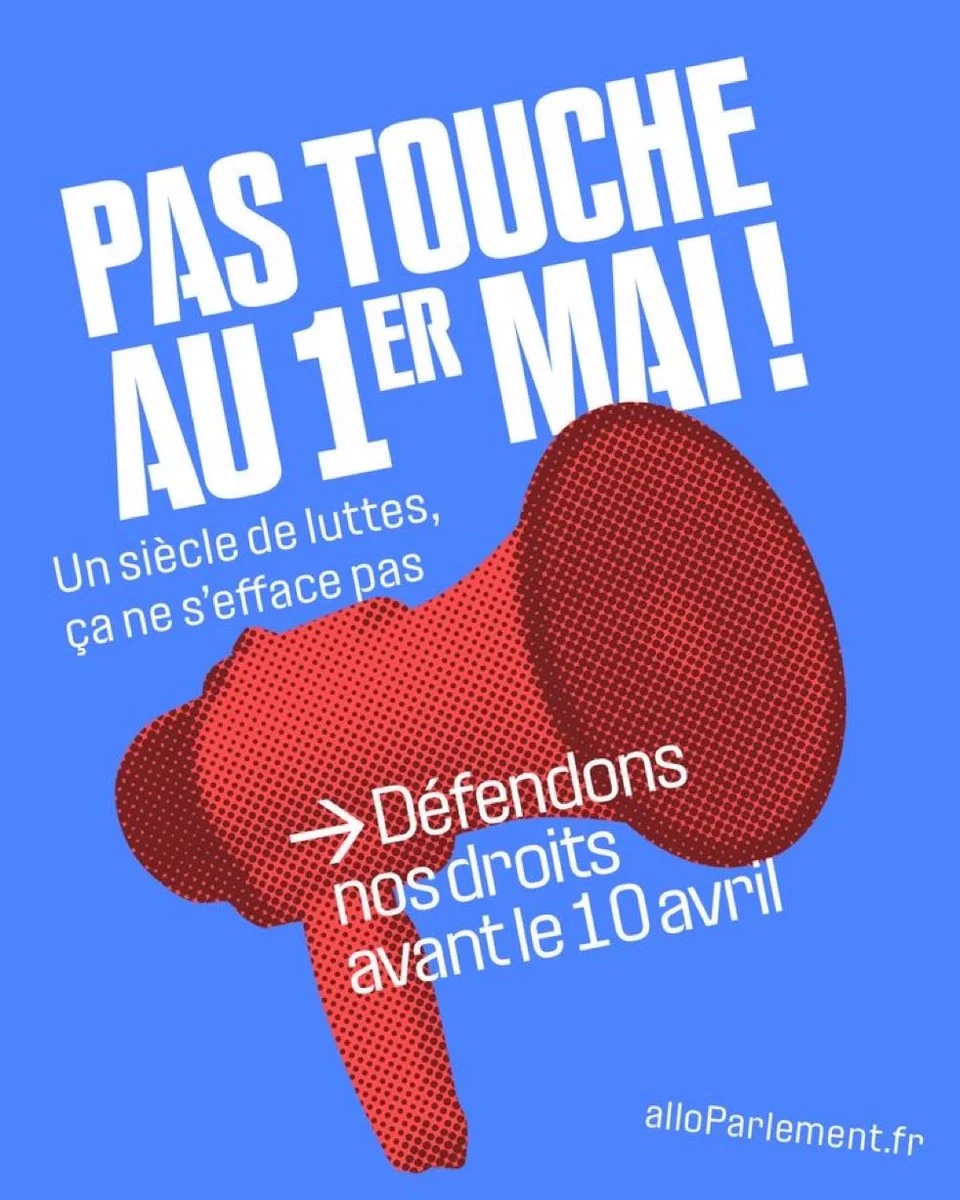 PAS TOUCHE
AU 1ER MAI !
Un siècle de luttes,
ça ne s'efface pas
→ Défendons
nos droits
avant le 10 avril
alloParlement.fr